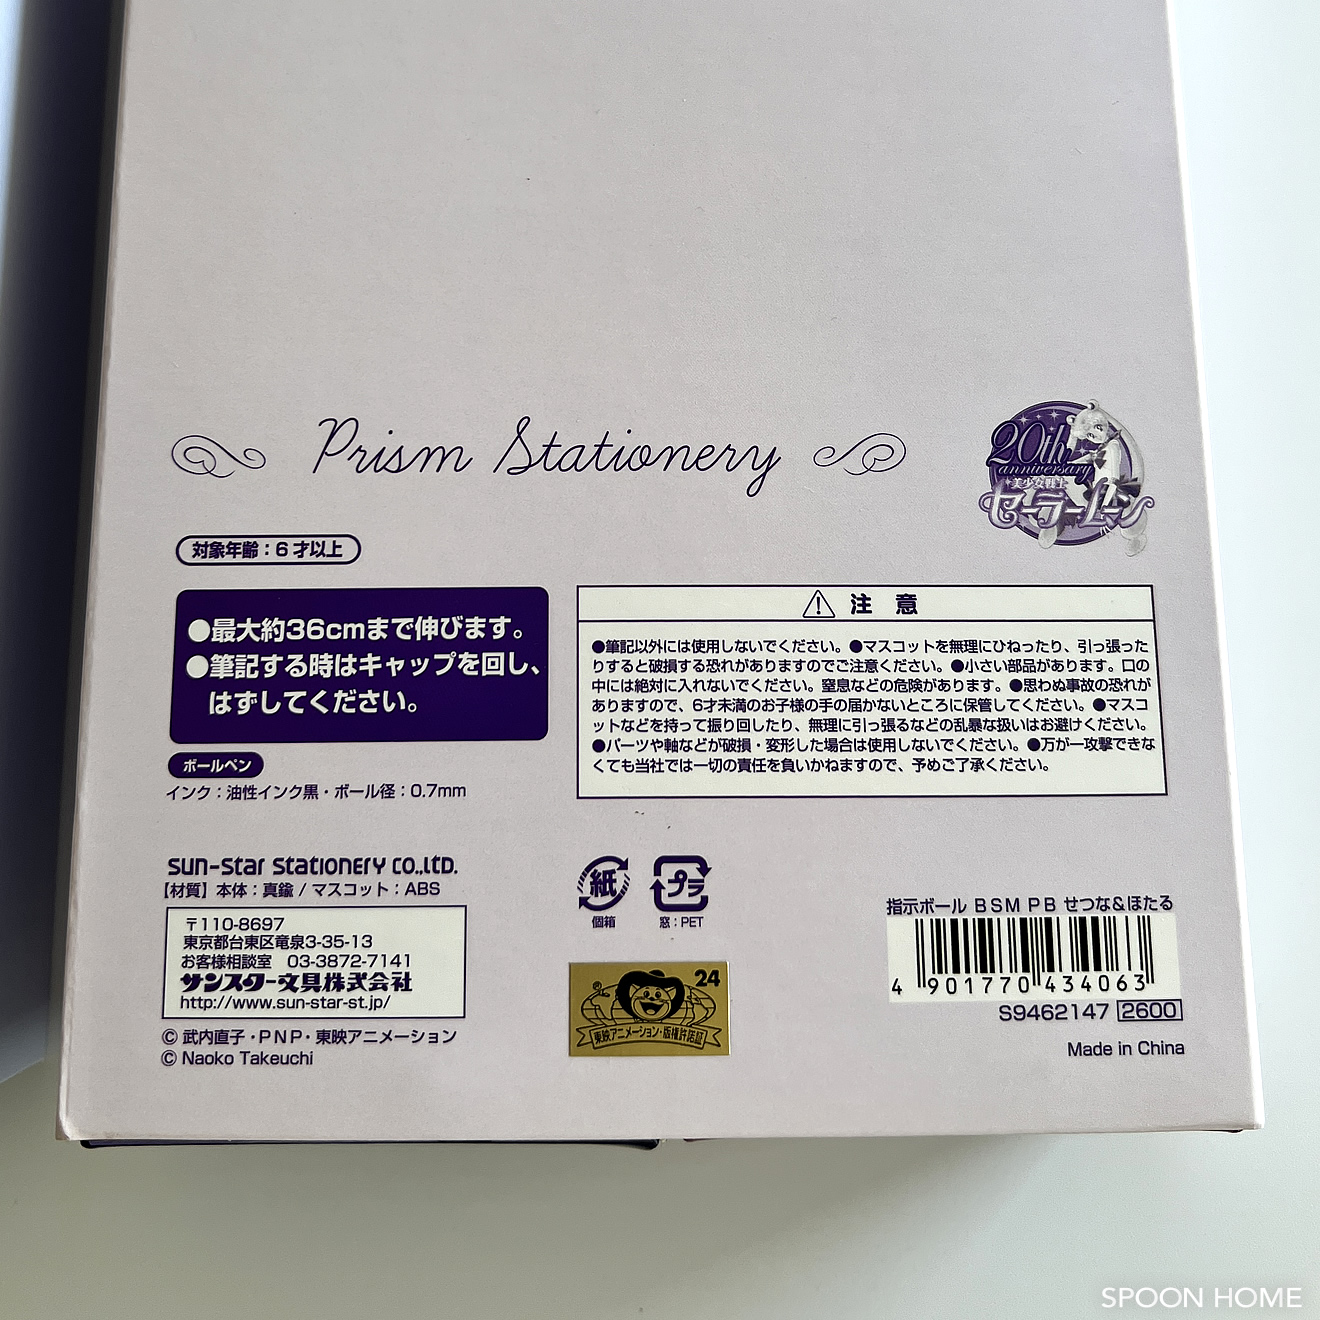 Prism Stationery
20th
anniversary
美少女戦士
セーラームーン
対象年齢：6才以上
●最大約36cmまで伸びます。
●筆記する時はキャップを回し、
はずしてください。
⚠ 注 意
●筆記以外には使用しないでください。●マスコットを無理にひねったり、引っ張った
りすると破損する恐れがありますのでご注意ください。●小さい部品があります。口の
中には絶対に入れないでください。窒息などの危険があります。●思わぬ事故の恐れが
ありますので、6才未満のお子様の手の届かないところに保管してください。●マスコ
ットなどを持って振り回したり、無理に引っ張るなどの乱暴な扱いはお避けください。
●パーツや軸などが破損・変形した場合は使用しないでください。●万が一攻撃できな
くても当社では一切の責任を負いかねますので、予めご了承ください。
ボールペン
インク：油性インク黒・ボール径：0.7mm
SUN-STAR STATIONERY CO.,LTD.
【材質】本体：真鍮 / マスコット：ABS
〒110-8697
東京都台東区竜泉3-35-13
お客様相談室 03-3872-7141
サンスター文具株式会社
http://www.sun-star-st.jp/
© 武内直子・PNP・東映アニメーション
© Naoko Takeuchi
紙
個箱
プラ
窓：PET
24
東映アニメーション・版権許諾証
指示ボール BSM PB せつな&ほたる
4 901770 434063
S9462147 2600
Made in China
SPOON HOME